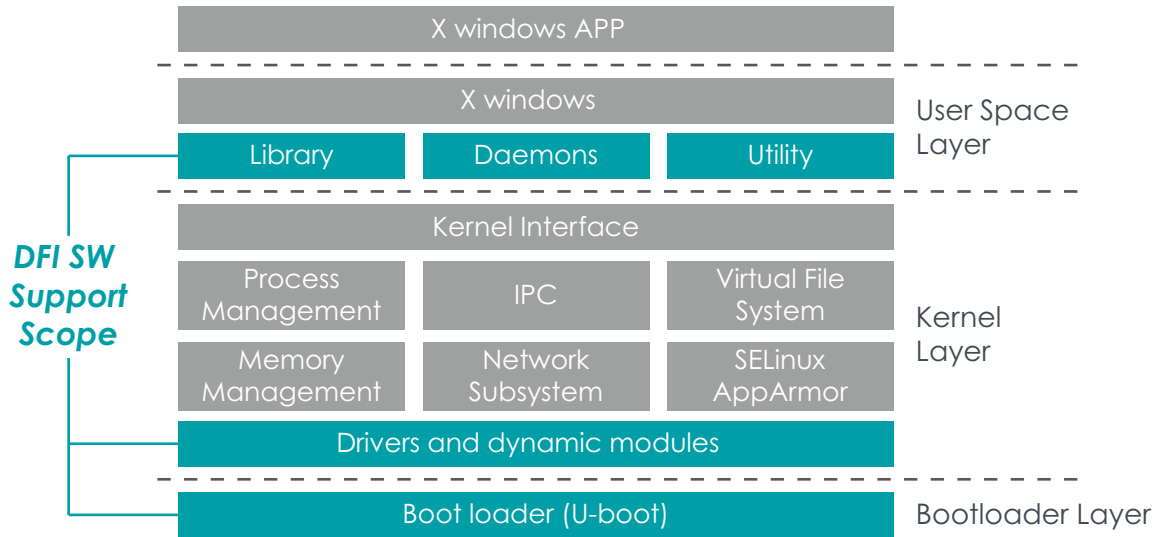 X windows APP
X windows
User Space
Layer
Library
Daemons
Utility
DFI SW
Support
Scope
Kernel Interface
Process
Management
IPC
Virtual File
System
Kernel
Layer
Memory
Management
Network
Subsystem
SELinux
AppArmor
Drivers and dynamic modules
Boot loader (U-boot)
Bootloader Layer